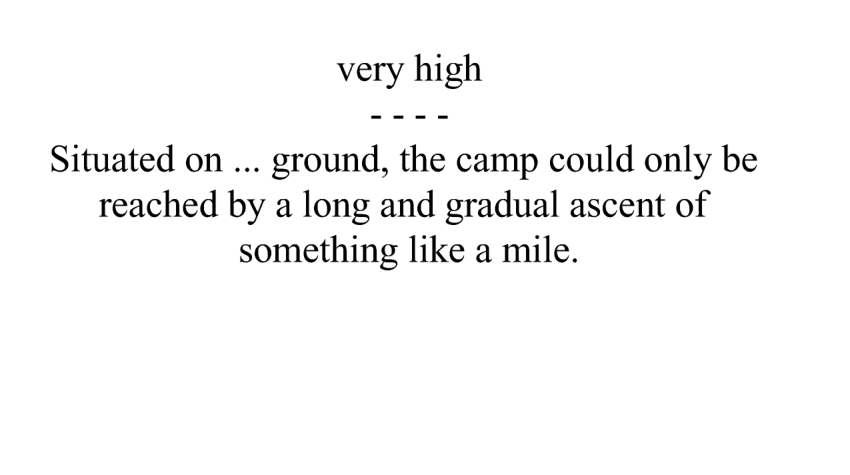 very high
- - - -
Situated on ... ground, the camp could only be
reached by a long and gradual ascent of
something like a mile.